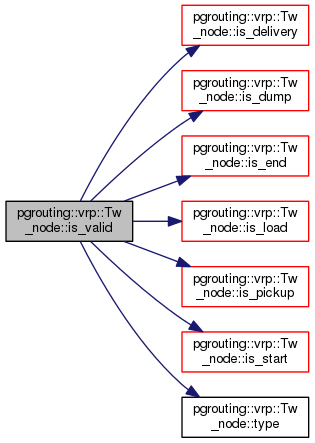 pgrouting::vrp::Tw
_node::is_delivery
pgrouting::vrp::Tw
_node::is_dump
pgrouting::vrp::Tw
_node::is_end
pgrouting::vrp::Tw
_node::is_valid
pgrouting::vrp::Tw
_node::is_load
pgrouting::vrp::Tw
_node::is_pickup
pgrouting::vrp::Tw
_node::is_start
pgrouting::vrp::Tw
_node::type